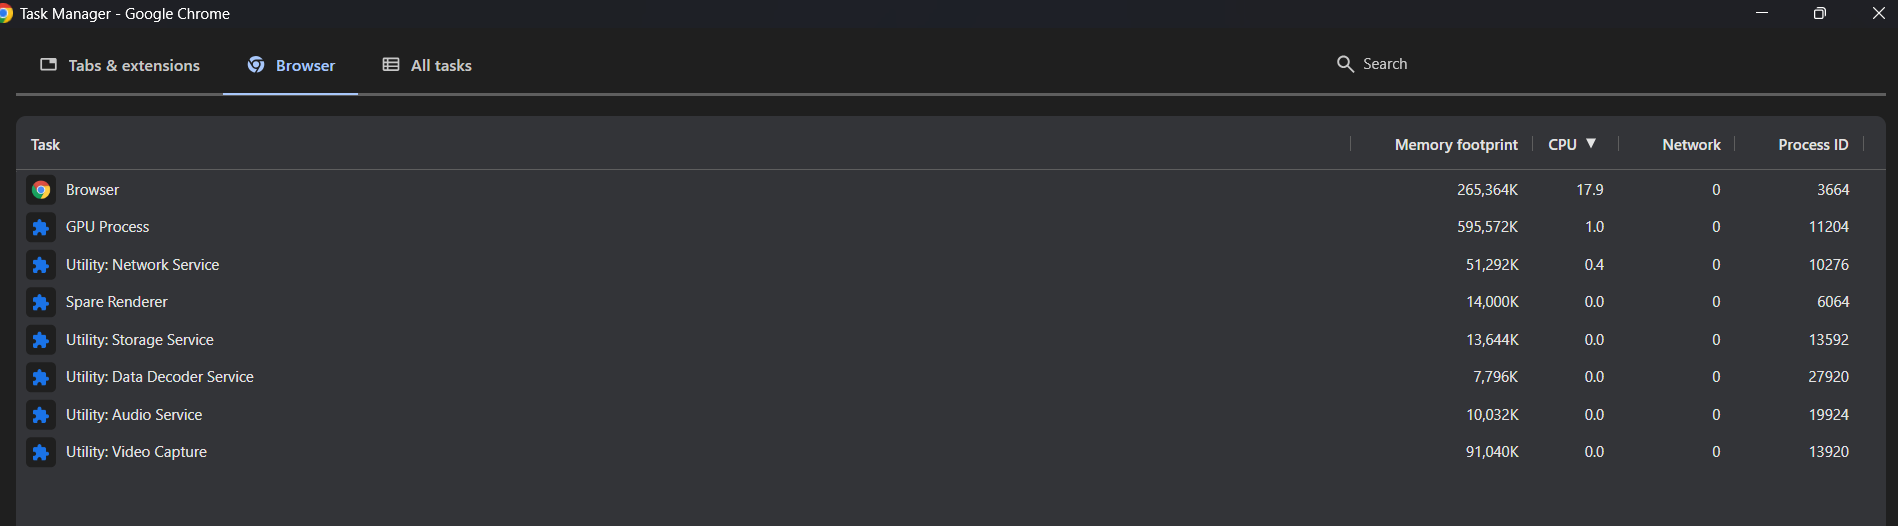 Task Manager - Google Chrome
Tabs & extensions Browser All tasks Search
Task Memory footprint CPU ▼ Network Process ID
Browser 265,364K 17.9 0 3664
GPU Process 595,572K 1.0 0 11204
Utility: Network Service 51,292K 0.4 0 10276
Spare Renderer 14,000K 0.0 0 6064
Utility: Storage Service 13,644K 0.0 0 13592
Utility: Data Decoder Service 7,796K 0.0 0 27920
Utility: Audio Service 10,032K 0.0 0 19924
Utility: Video Capture 91,040K 0.0 0 13920